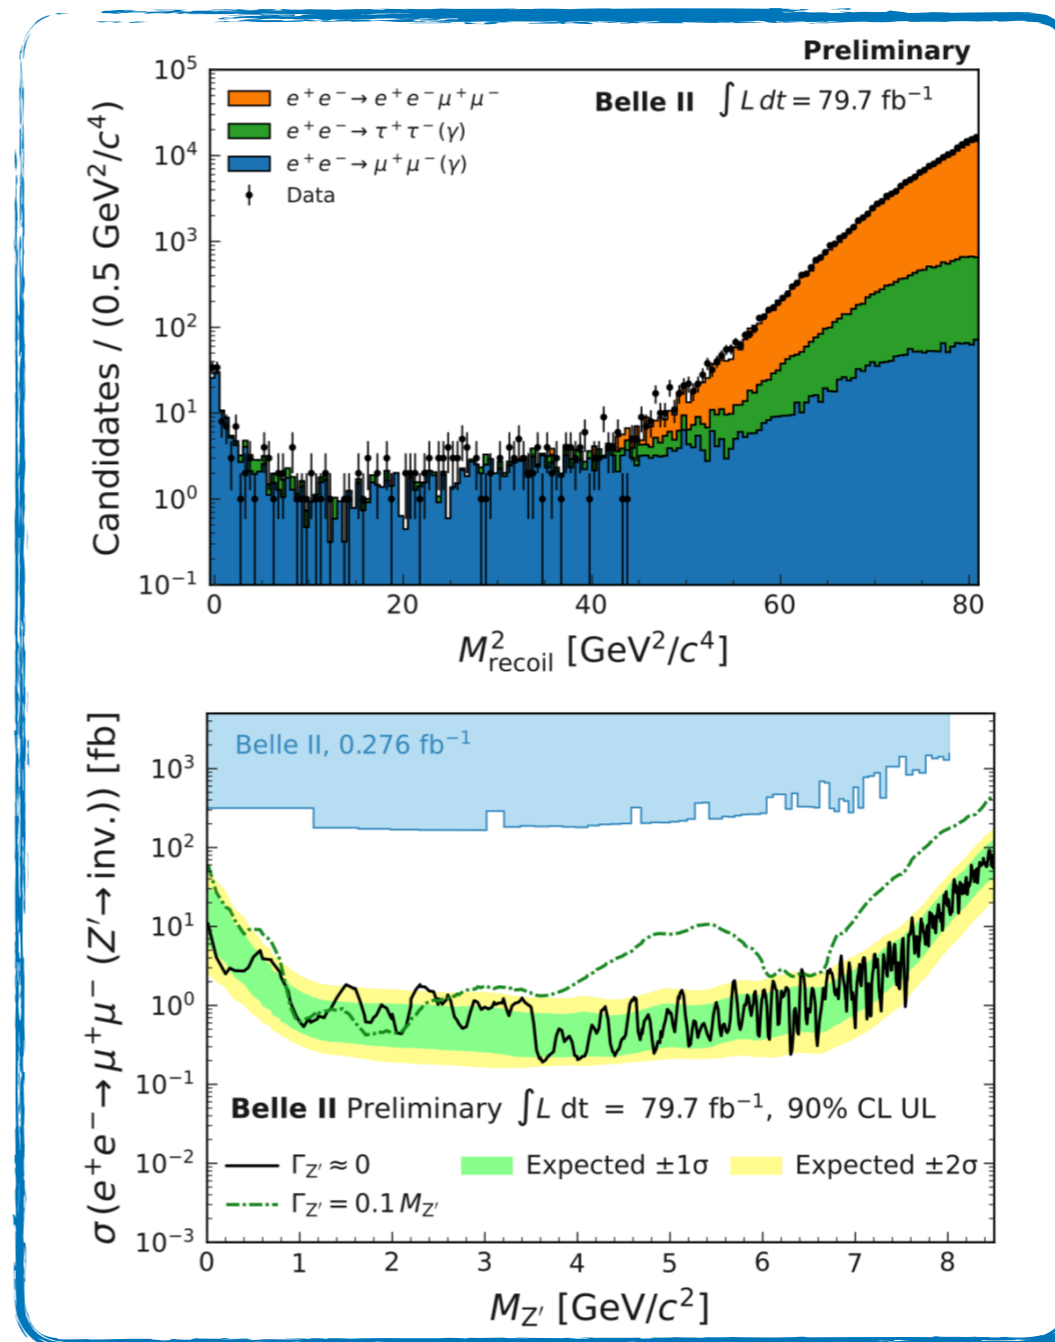 Preliminary
Belle II ∫L dt = 79.7 fb⁻¹
e⁺e⁻→ e⁺e⁻μ⁺μ⁻
e⁺e⁻→ τ⁺τ⁻(γ)
e⁺e⁻→ μ⁺μ⁻(γ)
Data
Candidates / (0.5 GeV²/c⁴)
10⁵
10⁴
10³
10²
10¹
10⁰
10⁻¹
0 20 40 60 80
M²recoil [GeV²/c⁴]
Belle II, 0.276 fb⁻¹
σ(e⁺e⁻→ μ⁺μ⁻ (Z′→ inv.)) [fb]
10³
10²
10¹
10⁰
10⁻¹
10⁻²
10⁻³
Belle II Preliminary ∫L dt = 79.7 fb⁻¹, 90% CL UL
Γ_Z′ ≈ 0 Expected ±1σ Expected ±2σ
Γ_Z′ = 0.1 M_Z′
0 1 2 3 4 5 6 7 8
M_Z′ [GeV/c²]